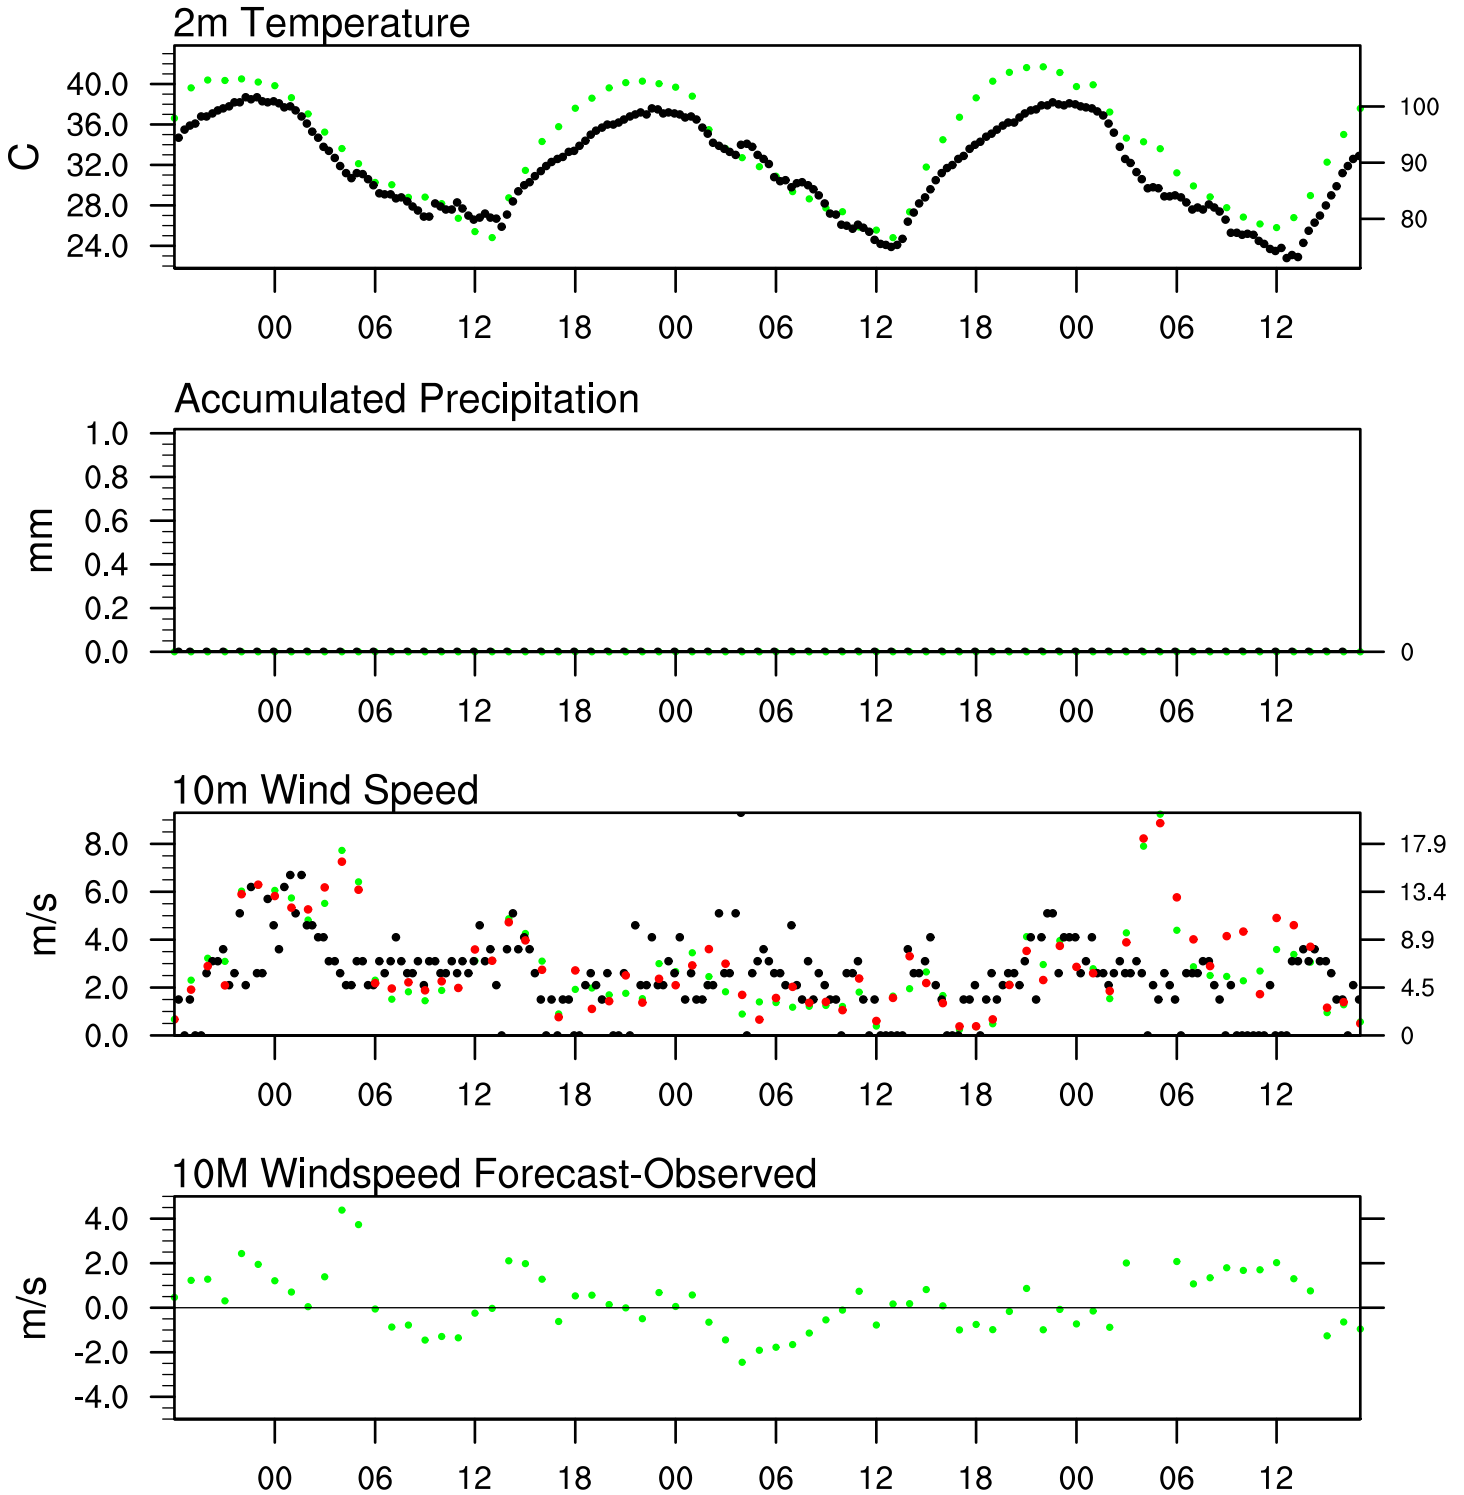 2m Temperature
40.0
36.0
32.0
28.0
24.0
C
100
90
80
00 06 12 18 00 06 12 18 00 06 12
Accumulated Precipitation
1.0
0.8
0.6
0.4
0.2
0.0
mm
0
00 06 12 18 00 06 12 18 00 06 12
10m Wind Speed
8.0
6.0
4.0
2.0
0.0
m/s
17.9
13.4
8.9
4.5
0
00 06 12 18 00 06 12 18 00 06 12
10M Windspeed Forecast-Observed
4.0
2.0
0.0
-2.0
-4.0
m/s
00 06 12 18 00 06 12 18 00 06 12